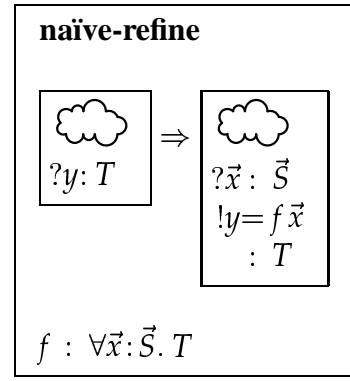 naïve-refine
?y: T
⇒
?x⃗ : S⃗
!y= f x⃗
: T
f : ∀x⃗:S⃗. T